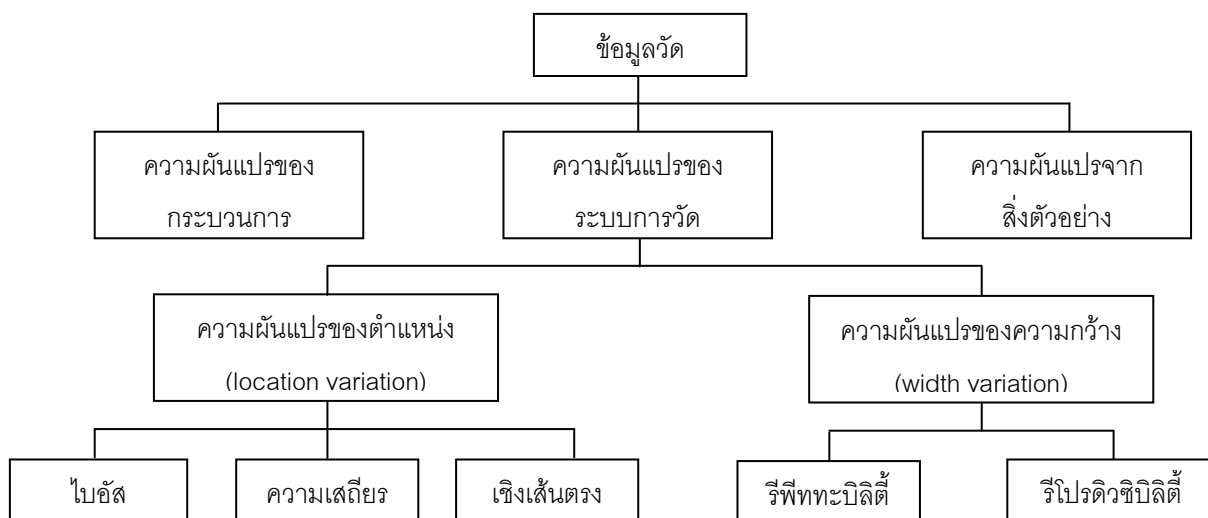 ข้อมูลวัด
ความผันแปรของ
กระบวนการ
ความผันแปรของ
ระบบการวัด
ความผันแปรจาก
สิ่งตัวอย่าง
ความผันแปรของตำแหน่ง
(location variation)
ความผันแปรของความกว้าง
(width variation)
ไบอัส
ความเสถียร
เชิงเส้นตรง
รีพีททะบิลิตี้
รีโปรดิวซิบิลิตี้